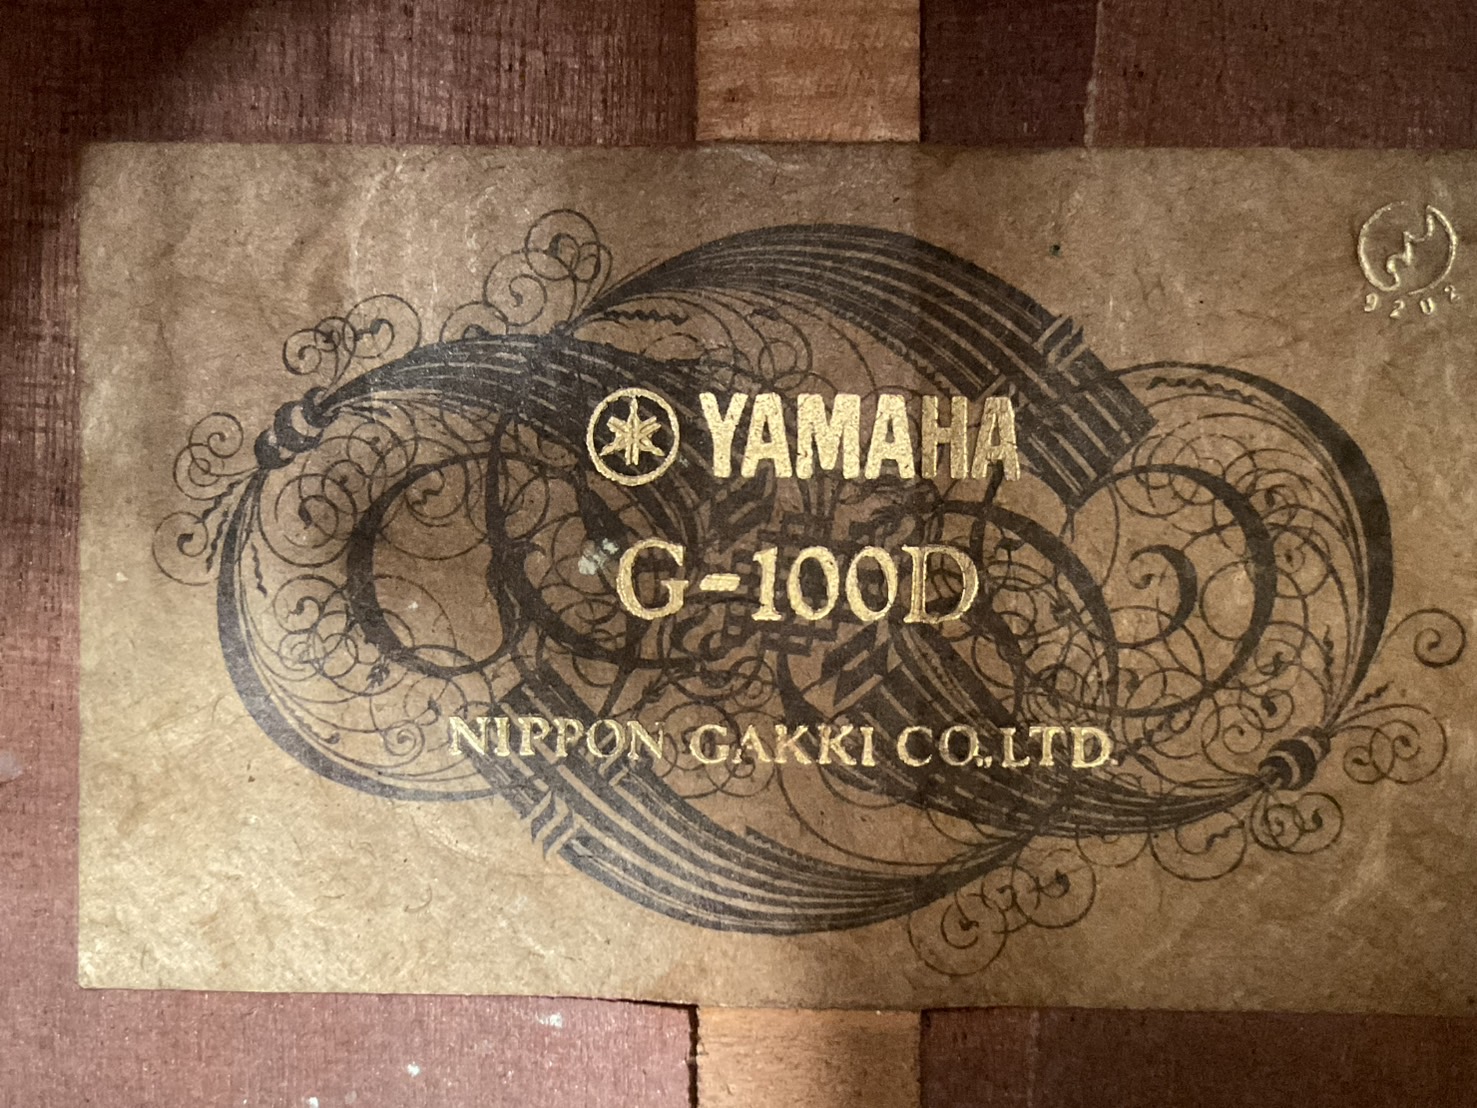 9202
YAMAHA
G-100D
NIPPON GAKKI CO.,LTD.